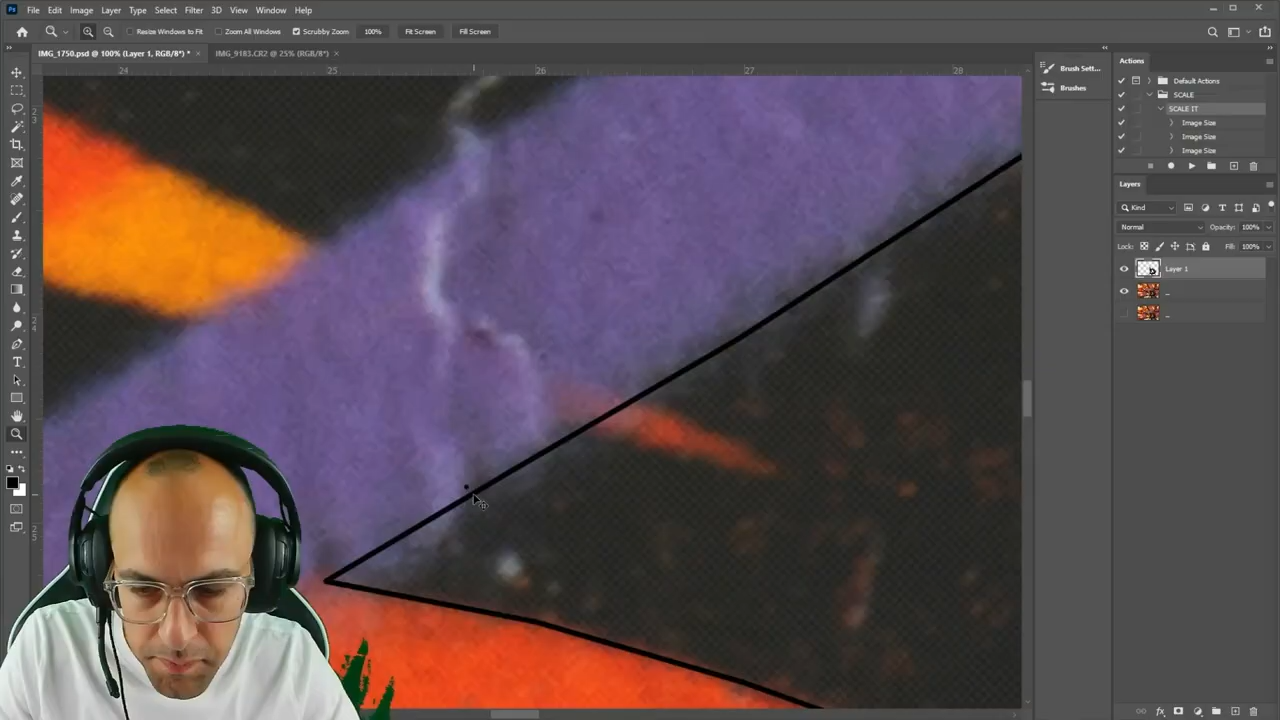 File Edit Image Layer Type Select Filter 3D View Window Help
Resize Windows to Fit Zoom All Windows Scrubby Zoom 100% Fit Screen Fill Screen
IMG_1750.psd @ 100% (Layer 1, RGB/8*) * × IMG_9183.CR2 @ 25% (RGB/8*) ×
24 25 26 27 28
Brush Sett...
Brushes
Actions
Default Actions
SCALE
SCALE IT
Image Size
Image Size
Image Size
Layers
Kind
Normal Opacity: 100%
Lock: Fill: 100%
Layer 1